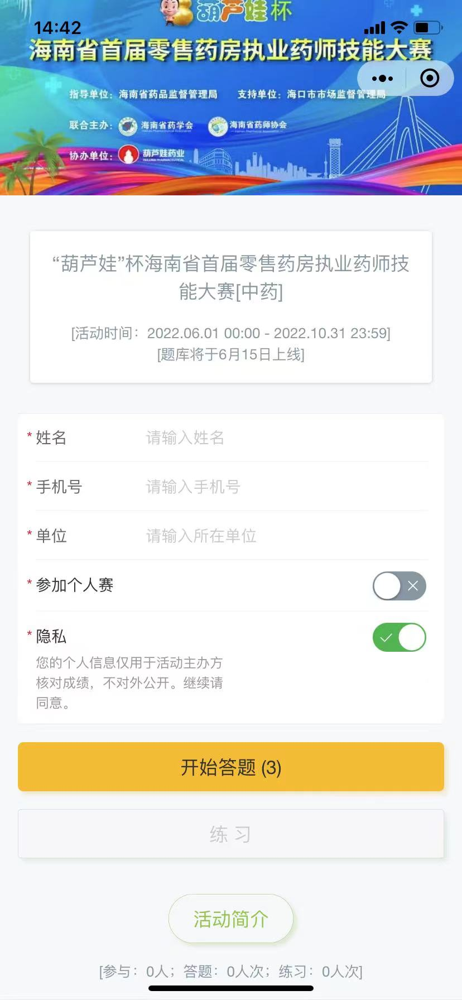 葫芦娃杯
14:42
海南省首届零售药房执业药师技能大赛
指导单位：海南省药品监督管理局 支持单位：海口市市场监督管理局
联合主办： 海南省药学会 海南省药师协会
协办单位： 葫芦娃药业
HULUWA PHARMACEUTICAL
“葫芦娃”杯海南省首届零售药房执业药师技
能大赛[中药]
[活动时间：2022.06.01 00:00 - 2022.10.31 23:59]
[题库将于6月15日上线]
* 姓名 请输入姓名
* 手机号 请输入手机号
* 单位 请输入所在单位
* 参加个人赛
* 隐私
您的个人信息仅用于活动主办方
核对成绩，不对外公开。继续请
同意。
开始答题 (3)
练 习
活动简介
[参与：0人；答题：0人次；练习：0人次]